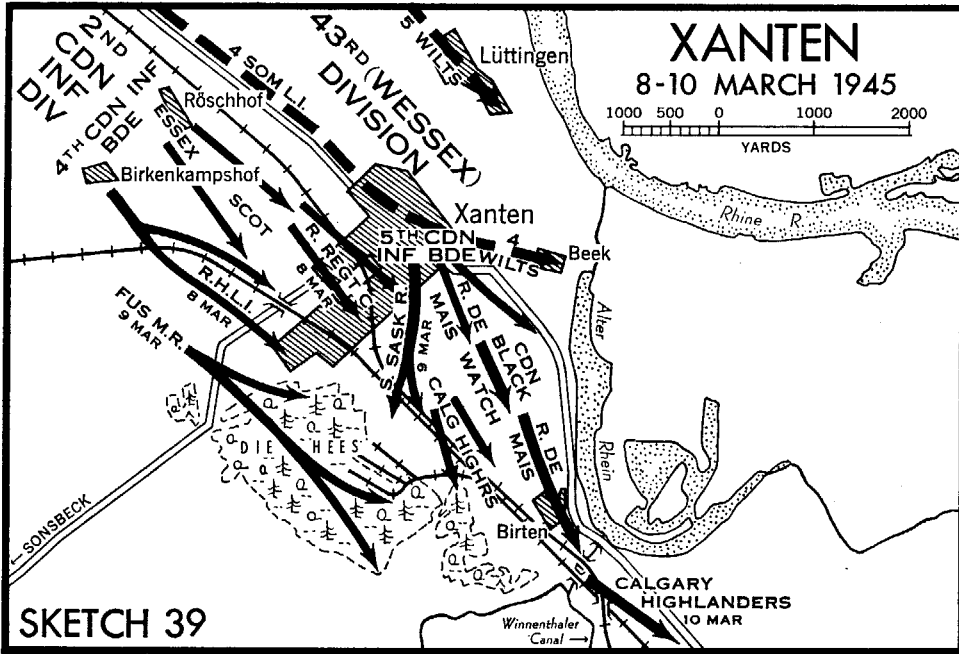 XANTEN
8-10 MARCH 1945
1000 500 0 1000 2000
YARDS
2ND
CDN
INF
DIV
4TH CDN INF
BDE
43RD (WESSEX)
DIVISION
4 SOM L.I.
5 WILTS
Lüttingen
Röschhof
ESSEX
SCOT
Birkenkampshof
Xanten
5TH CDN
INF BDE
4
WILTS
Beek
Rhine R.
R. REGT C.
8 MAR
R.H.L.I.
8 MAR
FUS M.R.
9 MAR
S. SASK R.
9 MAR
R. DE
MAIS
CDN
BLACK
WATCH
R. DE
MAIS
CALG HIGHRS
Alter
Rhein
DIE HEES
← SONSBECK
Birten
CALGARY
HIGHLANDERS
10 MAR
Winnenthaler
Canal →
SKETCH 39